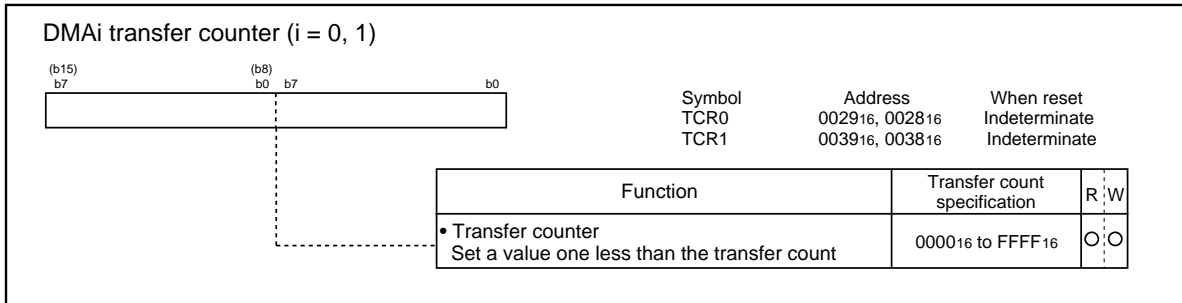 DMAi transfer counter (i = 0, 1)
(b15) (b8)
b7 b0 b7 b0
Symbol Address When reset
TCR0 002916, 002816 Indeterminate
TCR1 003916, 003816 Indeterminate
Function Transfer count specification R W
• Transfer counter
Set a value one less than the transfer count 000016 to FFFF16 O O